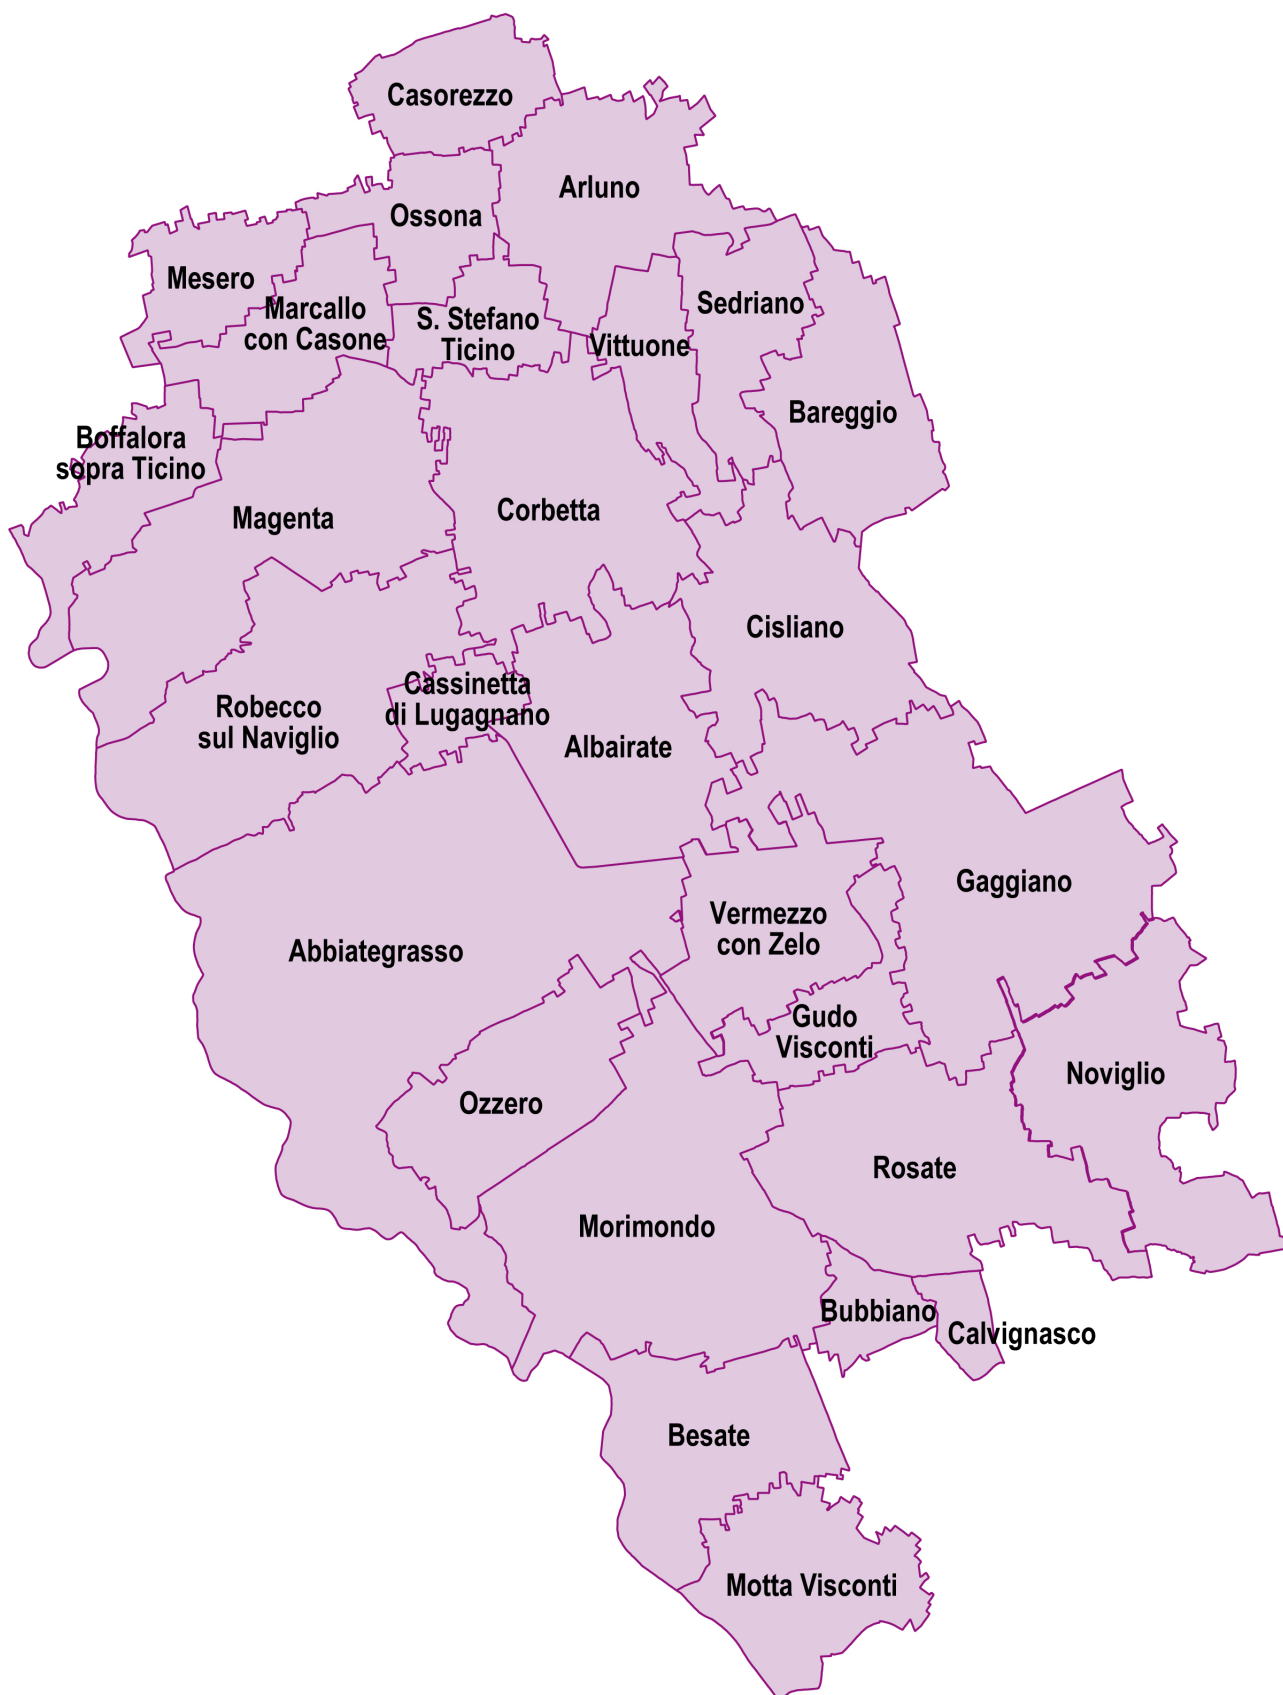 Casorezzo
Arluno
Ossona
Mesero
Marcallo
con Casone
S. Stefano
Ticino
Vittuone
Sedriano
Bareggio
Boffalora
sopra Ticino
Magenta
Corbetta
Cisliano
Robecco
sul Naviglio
Cassinetta
di Lugagnano
Albairate
Gaggiano
Vermezzo
con Zelo
Abbiategrasso
Gudo
Visconti
Noviglio
Ozzero
Rosate
Morimondo
Bubbiano
Calvignasco
Besate
Motta Visconti